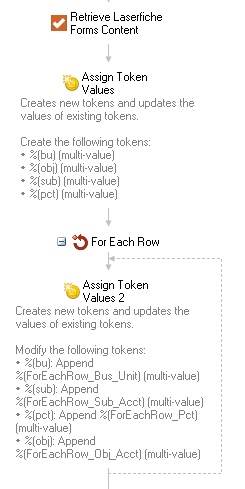 Retrieve Laserfiche
Forms Content
Assign Token
Values
Creates new tokens and updates the
values of existing tokens.
Create the following tokens:
• %(bu) (multi-value)
• %(obj) (multi-value)
• %(sub) (multi-value)
• %(pct) (multi-value)
For Each Row
Assign Token
Values 2
Creates new tokens and updates the
values of existing tokens.
Modify the following tokens:
• %(bu): Append
%(ForEachRow_Bus_Unit) (multi-value)
• %(sub): Append
%(ForEachRow_Sub_Acct) (multi-value)
• %(pct): Append %(ForEachRow_Pct)
(multi-value)
• %(obj): Append
%(ForEachRow_Obj_Acct) (multi-value)